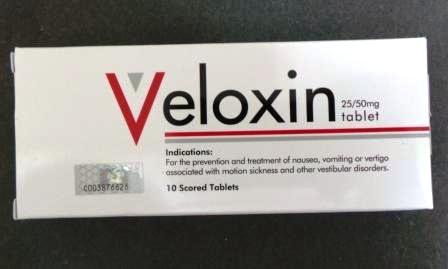 Veloxin
25/50mg
tablet
Indications:
For the prevention and treatment of nausea, vomiting or vertigo
associated with motion sickness and other vestibular disorders.
10 Scored Tablets